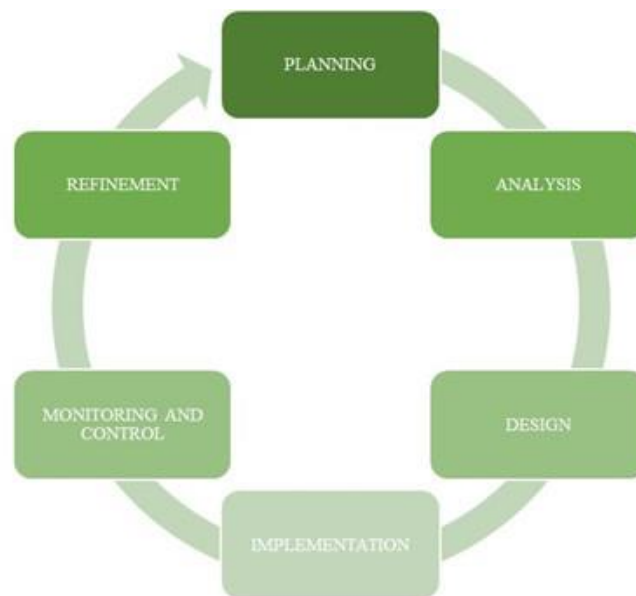 PLANNING
ANALYSIS
DESIGN
IMPLEMENTATION
MONITORING AND
CONTROL
REFINEMENT